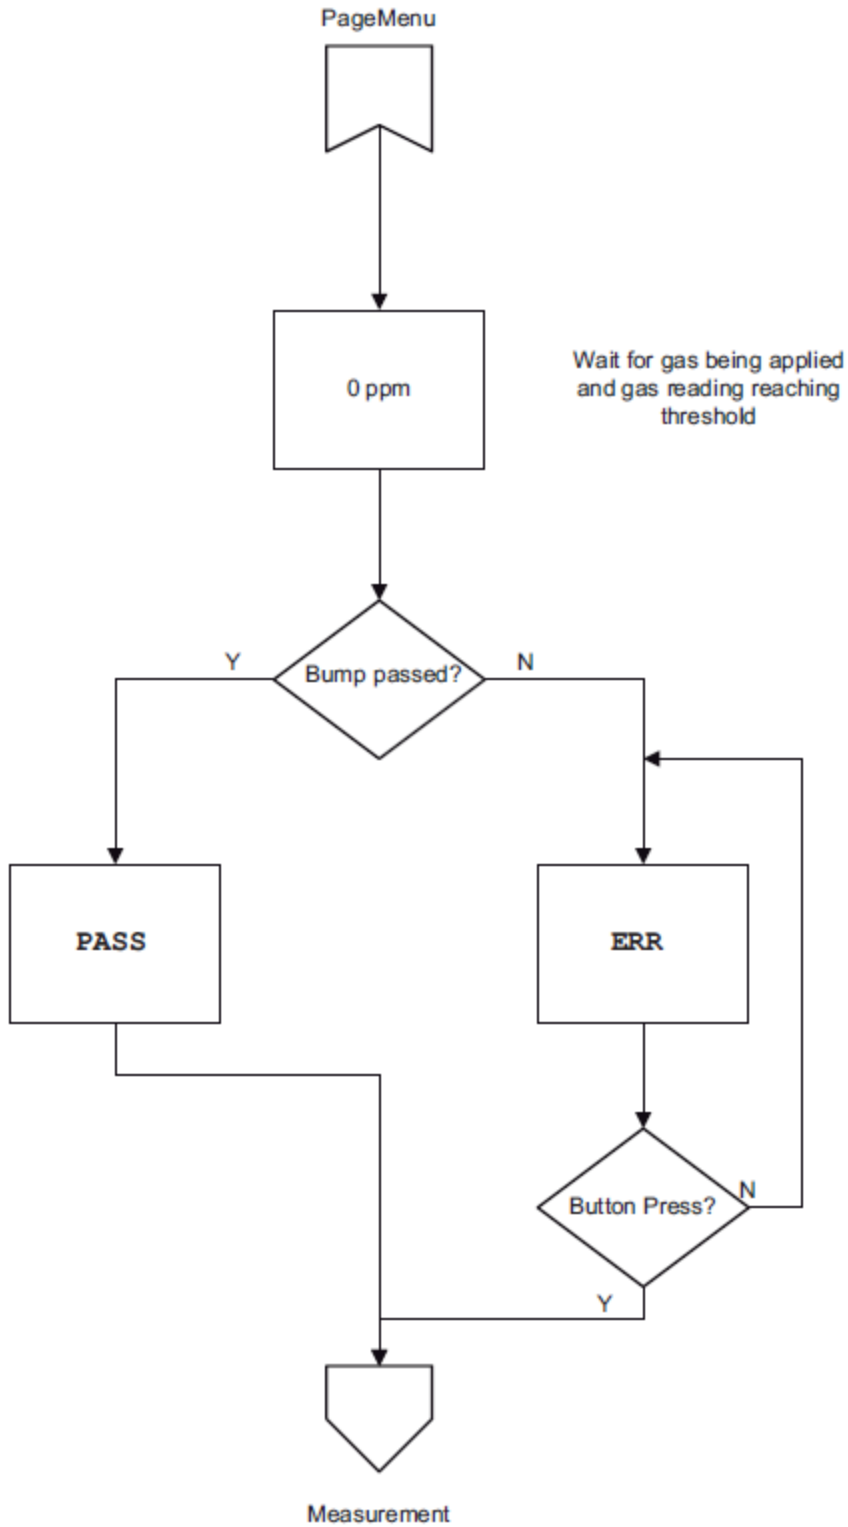 PageMenu
0 ppm
Wait for gas being applied
and gas reading reaching
threshold
Y
Bump passed?
N
PASS
ERR
Button Press?
N
Y
Measurement